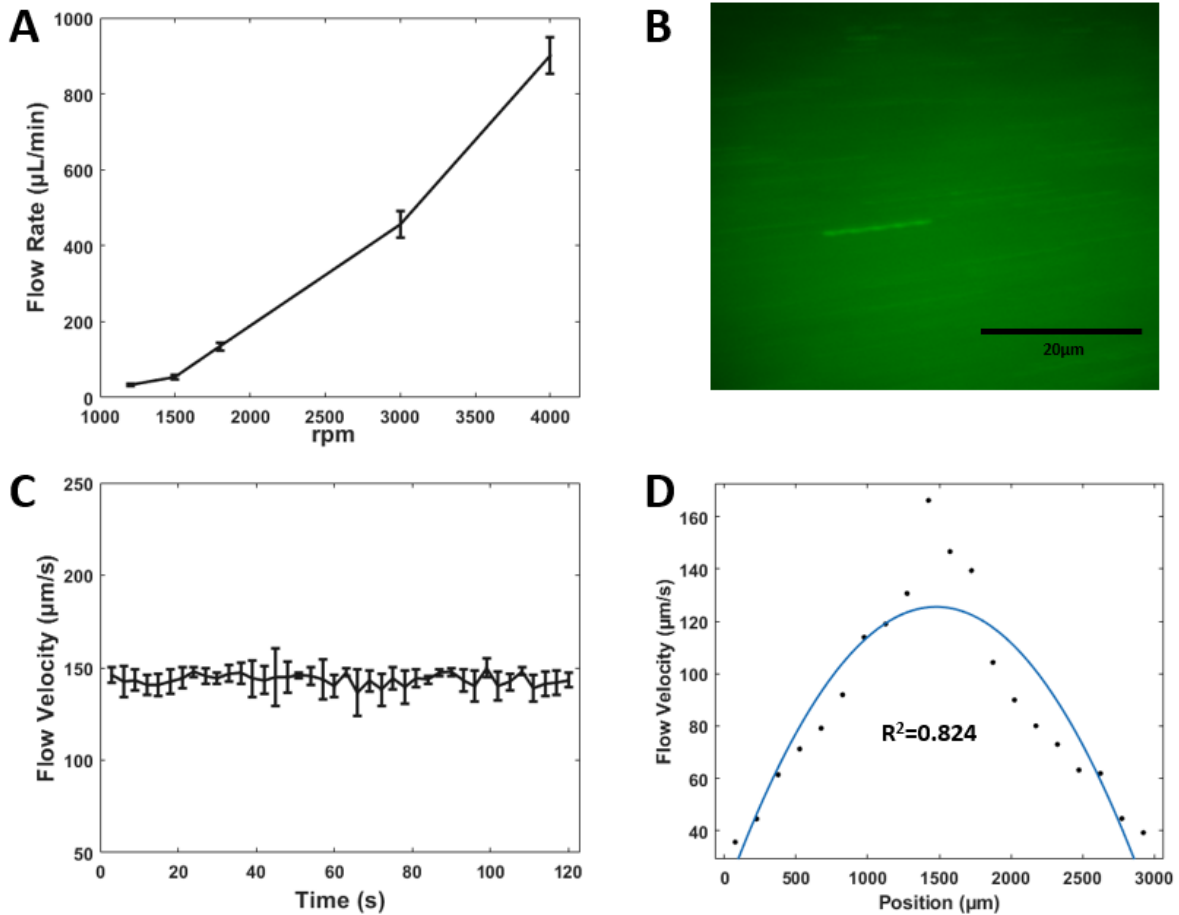 A
Flow Rate (µL/min)
1000
800
600
400
200
0
1000 1500 2000 2500 3000 3500 4000
rpm
B
20µm
C
Flow Velocity (µm/s)
250
200
150
100
50
0 20 40 60 80 100 120
Time (s)
D
Flow Velocity (µm/s)
160
140
120
100
80
60
40
R²=0.824
0 500 1000 1500 2000 2500 3000
Position (µm)